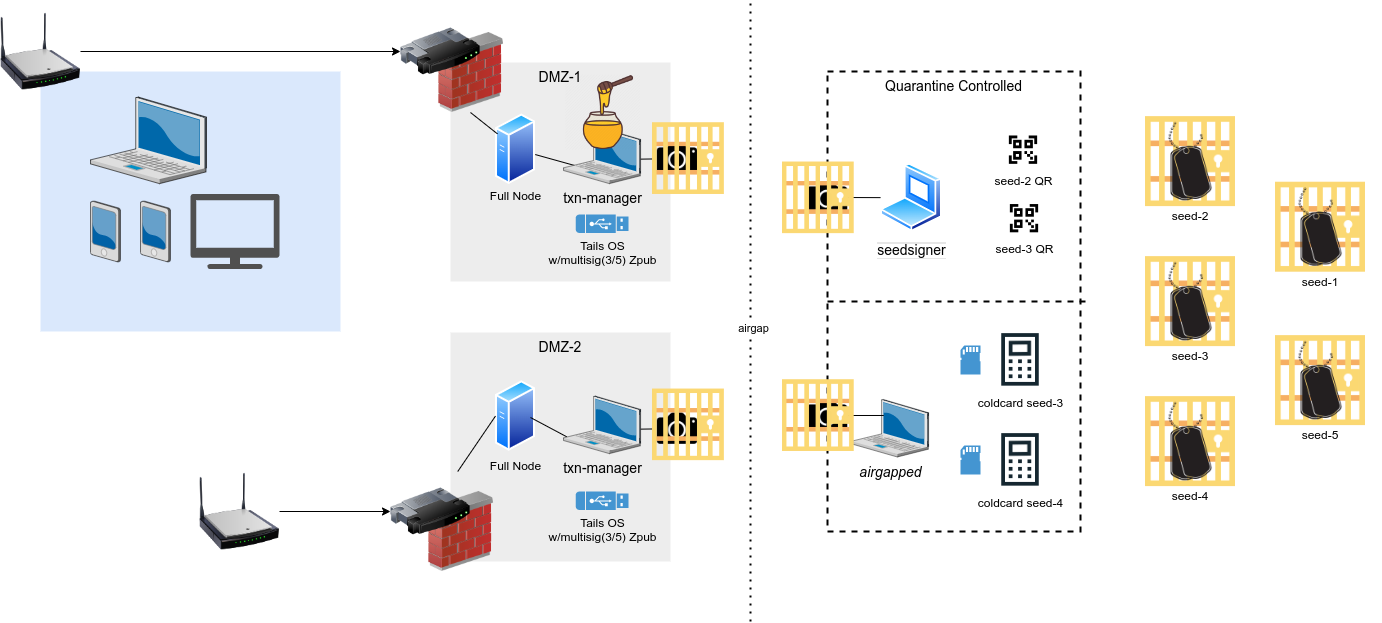 DMZ-1
Full Node
txn-manager
Tails OS
w/multisig(3/5) Zpub
DMZ-2
Full Node
txn-manager
Tails OS
w/multisig(3/5) Zpub
airgap
Quarantine Controlled
seed-2 QR
seed-3 QR
seedsigner
coldcard seed-3
airgapped
coldcard seed-4
seed-2
seed-1
seed-3
seed-5
seed-4